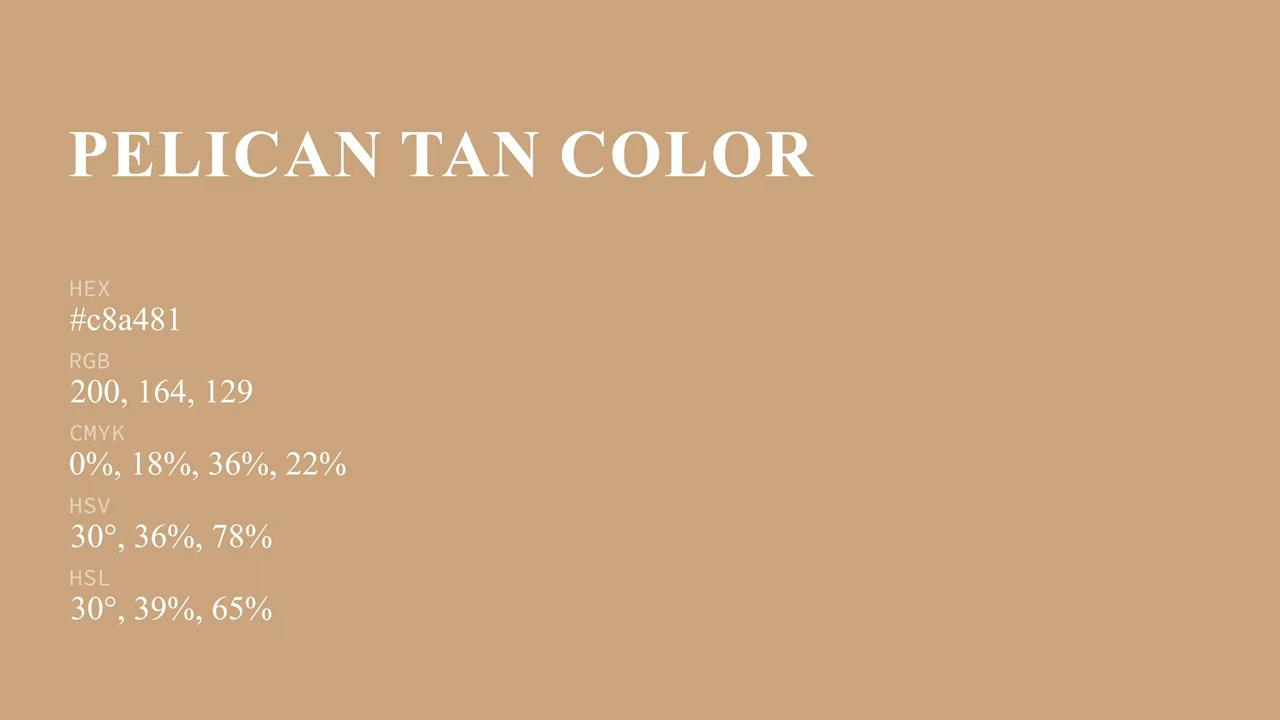 PELICAN TAN COLOR
HEX
#c8a481
RGB
200, 164, 129
CMYK
0%, 18%, 36%, 22%
HSV
30°, 36%, 78%
HSL
30°, 39%, 65%